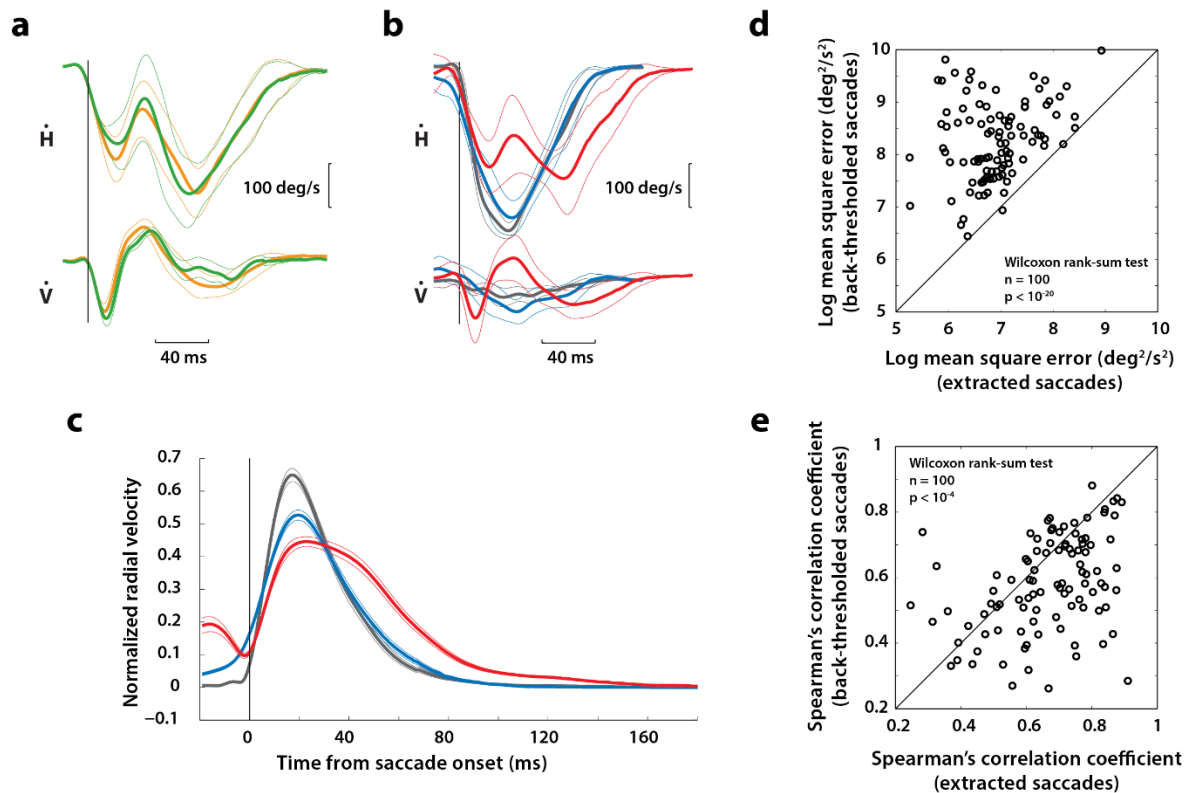 a
Ḣ
100 deg/s
V̇
40 ms
b
Ḣ
100 deg/s
V̇
40 ms
c
Normalized radial velocity
0.7
0.6
0.5
0.4
0.3
0.2
0.1
0
−0.1
0 40 80 120 160
Time from saccade onset (ms)
d
Log mean square error (deg²/s²)
(back-thresholded saccades)
10
9
8
7
6
5
Wilcoxon rank-sum test
n = 100
p < 10⁻²⁰
5 6 7 8 9 10
Log mean square error (deg²/s²)
(extracted saccades)
e
Spearman’s correlation coefficient
(back-thresholded saccades)
1
0.8
0.6
0.4
0.2
Wilcoxon rank-sum test
n = 100
p < 10⁻⁴
0.2 0.4 0.6 0.8 1
Spearman’s correlation coefficient
(extracted saccades)